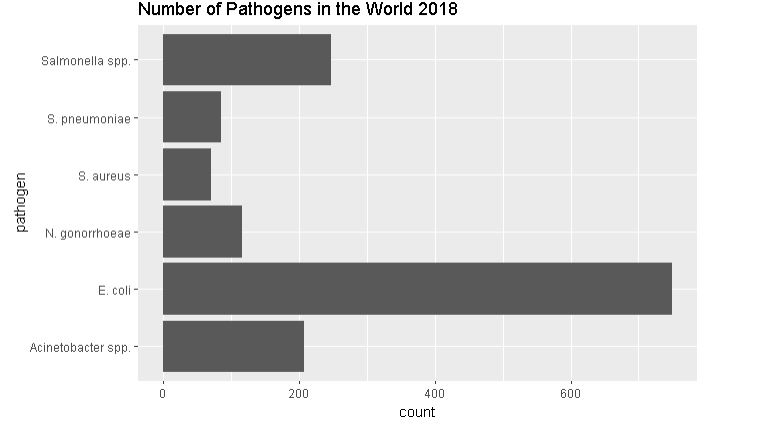 Number of Pathogens in the World 2018
pathogen
Salmonella spp.
S. pneumoniae
S. aureus
N. gonorrhoeae
E. coli
Acinetobacter spp.
0 200 400 600
count